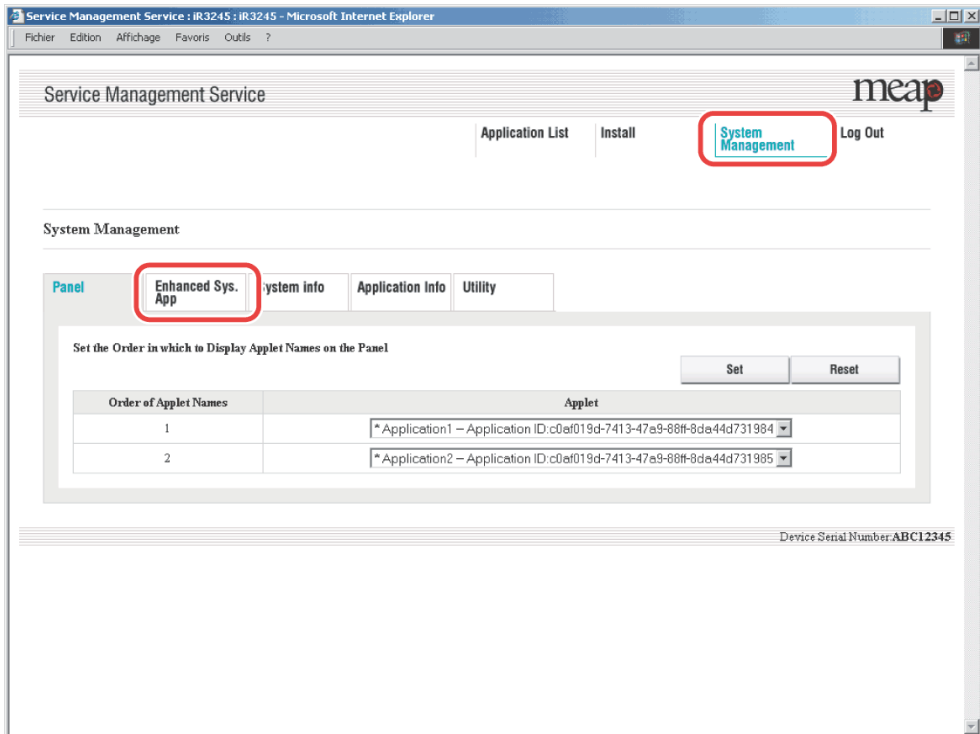 Service Management Service : iR3245 : iR3245 - Microsoft Internet Explorer
Fichier Edition Affichage Favoris Outils ?
Service Management Service
meap
Application List Install System Management Log Out
System Management
Panel Enhanced Sys. App ystem info Application Info Utility
Set the Order in which to Display Applet Names on the Panel
Set Reset
Order of Applet Names Applet
1 * Application1 – Application ID:c0af019d-7413-47a9-88ff-8da44d731984
2 * Application2 – Application ID:c0af019d-7413-47a9-88ff-8da44d731985
Device Serial Number:ABC12345